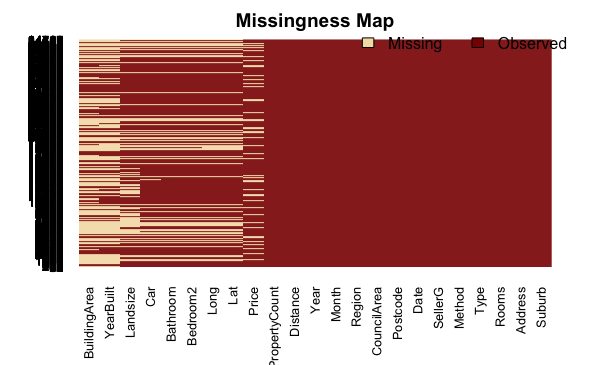 Missingness Map
Missing Observed
BuildingArea
YearBuilt
Landsize
Car
Bathroom
Bedroom2
Long
Lat
Price
PropertyCount
Distance
Year
Month
Region
CouncilArea
Postcode
Date
SellerG
Method
Type
Rooms
Address
Suburb